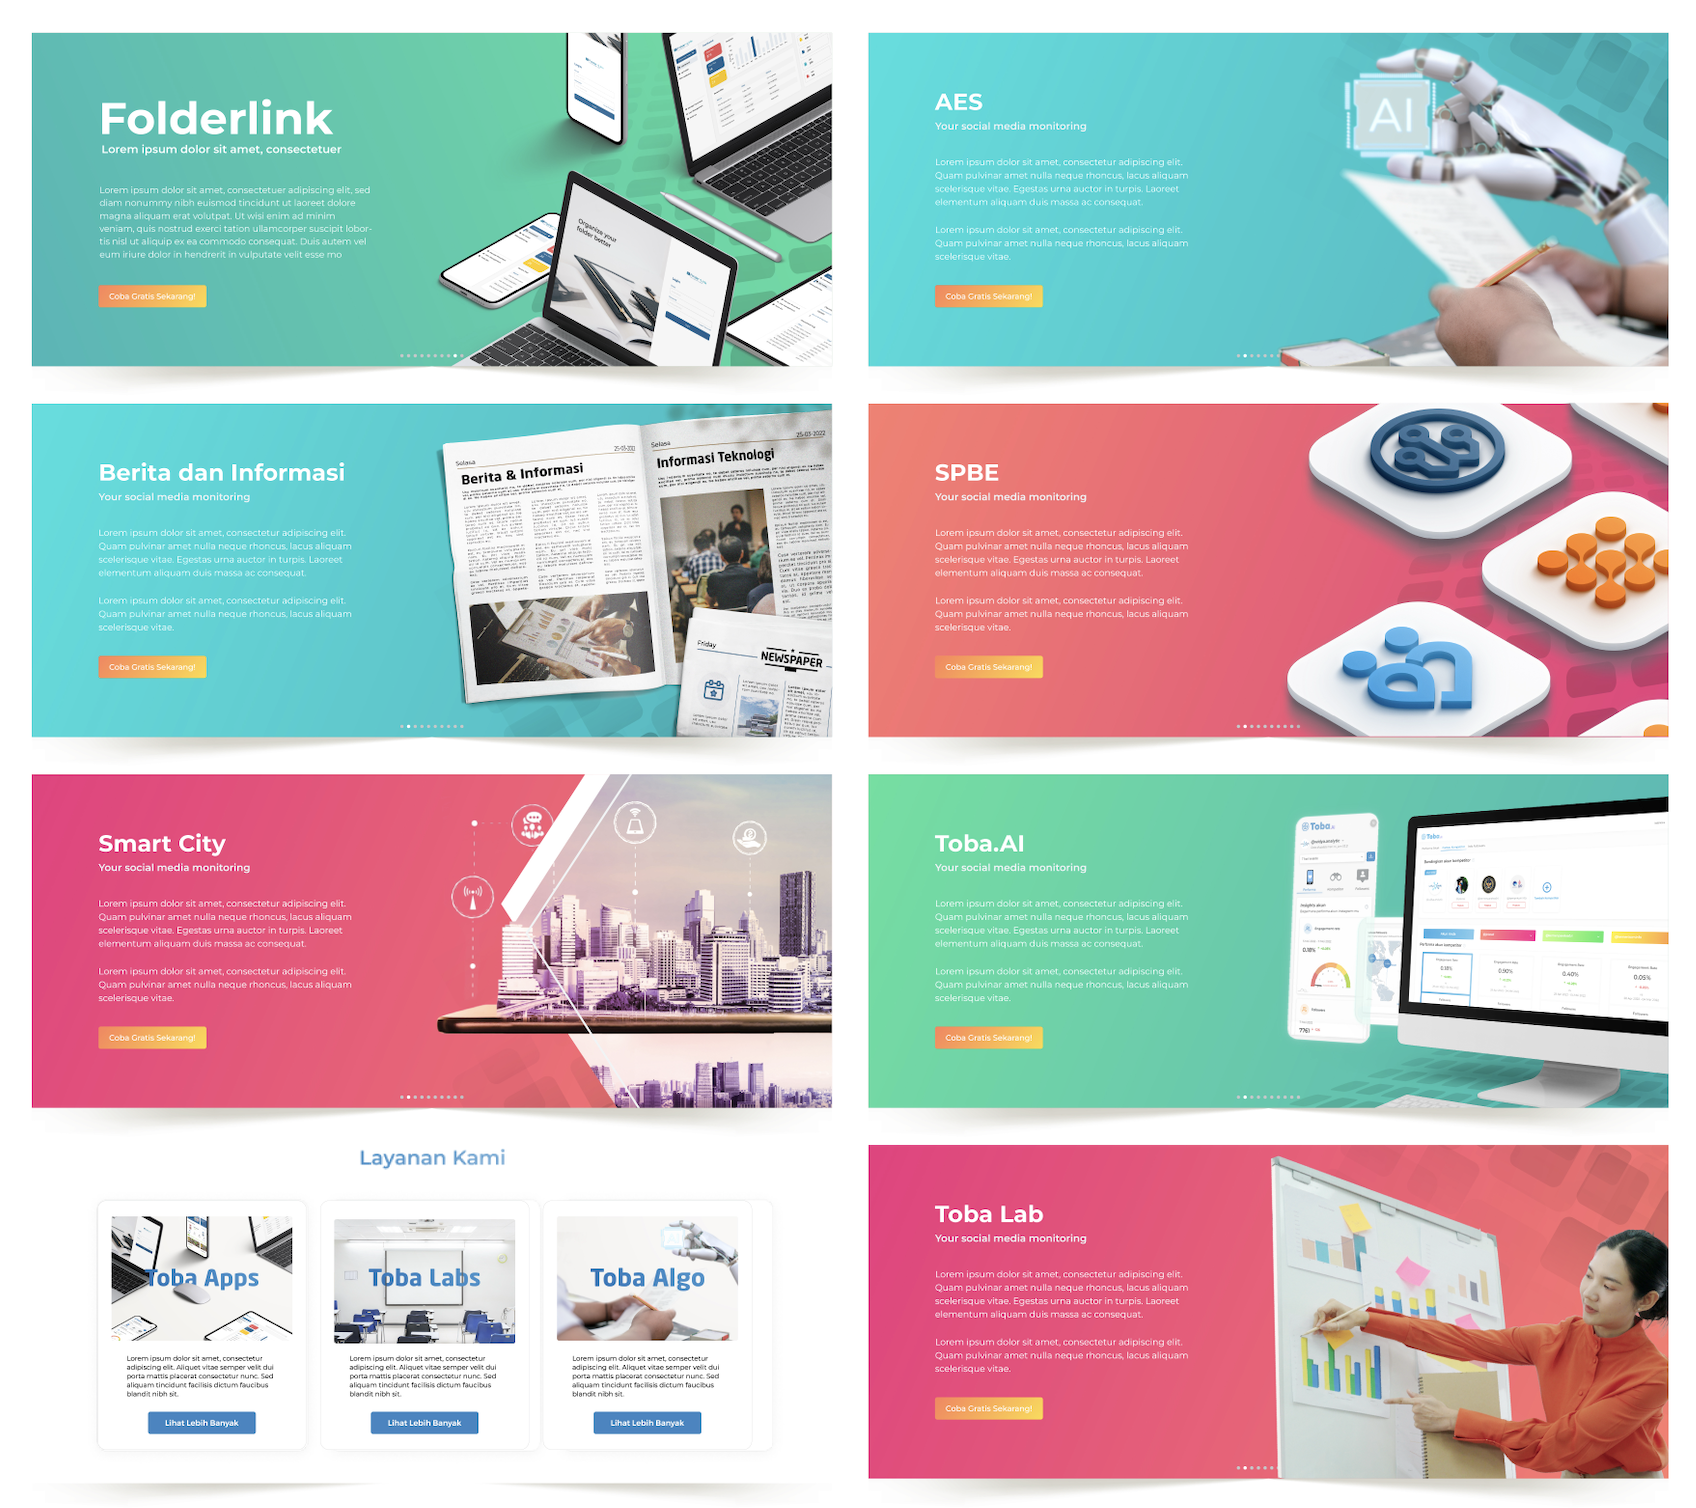 Folderlink
Lorem ipsum dolor sit amet, consectetuer
Lorem ipsum dolor sit amet, consectetuer adipiscing elit, sed
diam nonummy nibh euismod tincidunt ut laoreet dolore
magna aliquam erat volutpat. Ut wisi enim ad minim
veniam, quis nostrud exerci tation ullamcorper suscipit lobor-
tis nisl ut aliquip ex ea commodo consequat. Duis autem vel
eum iriure dolor in hendrerit in vulputate velit esse mo
Coba Gratis Sekarang!
Organize your
folder better
AES
Your social media monitoring
Lorem ipsum dolor sit amet, consectetur adipiscing elit.
Quam pulvinar amet nulla neque rhoncus, lacus aliquam
scelerisque vitae. Egestas urna auctor in turpis. Laoreet
elementum aliquam duis massa ac consequat.
Lorem ipsum dolor sit amet, consectetur adipiscing elit.
Quam pulvinar amet nulla neque rhoncus, lacus aliquam
scelerisque vitae.
Coba Gratis Sekarang!
AI
Berita dan Informasi
Your social media monitoring
Lorem ipsum dolor sit amet, consectetur adipiscing elit.
Quam pulvinar amet nulla neque rhoncus, lacus aliquam
scelerisque vitae. Egestas urna auctor in turpis. Laoreet
elementum aliquam duis massa ac consequat.
Lorem ipsum dolor sit amet, consectetur adipiscing elit.
Quam pulvinar amet nulla neque rhoncus, lacus aliquam
scelerisque vitae.
Coba Gratis Sekarang!
Selasa
25-03-2022
Berita & Informasi
Selasa
25-03-2022
Informasi Teknologi
Friday
NEWSPAPER
SPBE
Your social media monitoring
Lorem ipsum dolor sit amet, consectetur adipiscing elit.
Quam pulvinar amet nulla neque rhoncus, lacus aliquam
scelerisque vitae. Egestas urna auctor in turpis. Laoreet
elementum aliquam duis massa ac consequat.
Lorem ipsum dolor sit amet, consectetur adipiscing elit.
Quam pulvinar amet nulla neque rhoncus, lacus aliquam
scelerisque vitae.
Coba Gratis Sekarang!
Smart City
Your social media monitoring
Lorem ipsum dolor sit amet, consectetur adipiscing elit.
Quam pulvinar amet nulla neque rhoncus, lacus aliquam
scelerisque vitae. Egestas urna auctor in turpis. Laoreet
elementum aliquam duis massa ac consequat.
Lorem ipsum dolor sit amet, consectetur adipiscing elit.
Quam pulvinar amet nulla neque rhoncus, lacus aliquam
scelerisque vitae.
Coba Gratis Sekarang!
Toba.AI
Your social media monitoring
Lorem ipsum dolor sit amet, consectetur adipiscing elit.
Quam pulvinar amet nulla neque rhoncus, lacus aliquam
scelerisque vitae. Egestas urna auctor in turpis. Laoreet
elementum aliquam duis massa ac consequat.
Lorem ipsum dolor sit amet, consectetur adipiscing elit.
Quam pulvinar amet nulla neque rhoncus, lacus aliquam
scelerisque vitae.
Coba Gratis Sekarang!
Toba
Insights akun
Engagement rate
0.18%
Followers
7761
0.18%
0.90%
0.40%
0.05%
Layanan Kami
Toba Apps
Lorem ipsum dolor sit amet, consectetur
adipiscing elit. Aliquet vitae semper velit dui
porta mattis placerat consectetur nunc. Sed
aliquam tincidunt facilisis dictum faucibus
blandit nibh sit.
Lihat Lebih Banyak
Toba Labs
Lorem ipsum dolor sit amet, consectetur
adipiscing elit. Aliquet vitae semper velit dui
porta mattis placerat consectetur nunc. Sed
aliquam tincidunt facilisis dictum faucibus
blandit nibh sit.
Lihat Lebih Banyak
Toba Algo
Lorem ipsum dolor sit amet, consectetur
adipiscing elit. Aliquet vitae semper velit dui
porta mattis placerat consectetur nunc. Sed
aliquam tincidunt facilisis dictum faucibus
blandit nibh sit.
Lihat Lebih Banyak
Toba Lab
Your social media monitoring
Lorem ipsum dolor sit amet, consectetur adipiscing elit.
Quam pulvinar amet nulla neque rhoncus, lacus aliquam
scelerisque vitae. Egestas urna auctor in turpis. Laoreet
elementum aliquam duis massa ac consequat.
Lorem ipsum dolor sit amet, consectetur adipiscing elit.
Quam pulvinar amet nulla neque rhoncus, lacus aliquam
scelerisque vitae.
Coba Gratis Sekarang!